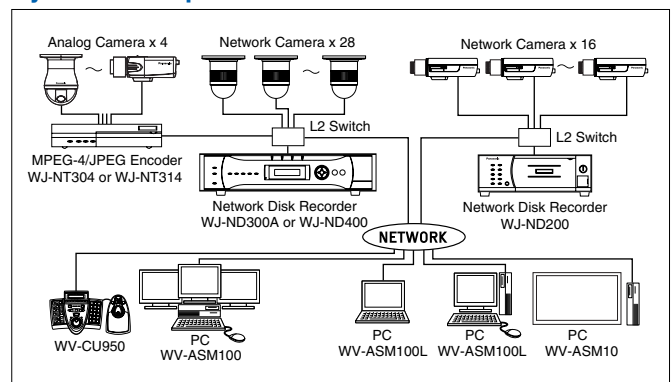 Analog Camera x 4
Network Camera x 28
Network Camera x 16
L2 Switch
L2 Switch
MPEG-4/JPEG Encoder
WJ-NT304 or WJ-NT314
Network Disk Recorder
WJ-ND300A or WJ-ND400
Network Disk Recorder
WJ-ND200
NETWORK
WV-CU950
PC
WV-ASM100
PC
WV-ASM100L
PC
WV-ASM100L
PC
WV-ASM10